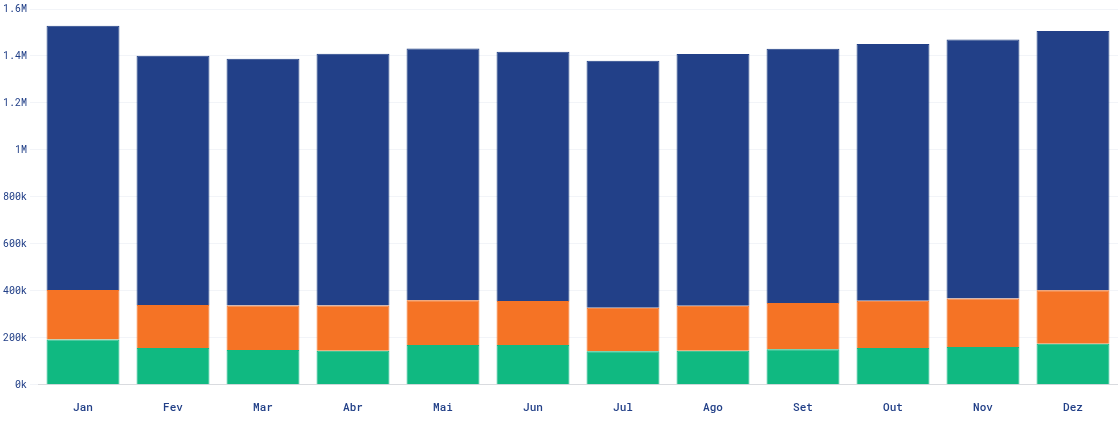 1.6M
1.4M
1.2M
1M
800k
600k
400k
200k
0k
Jan Fev Mar Abr Mai Jun Jul Ago Set Out Nov Dez